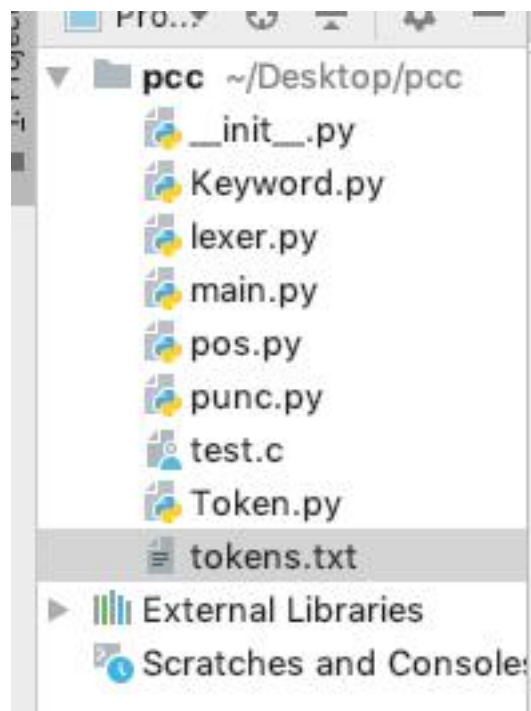 Pro..
pcc ~/Desktop/pcc
__init__.py
Keyword.py
lexer.py
main.py
pos.py
punc.py
test.c
Token.py
tokens.txt
External Libraries
Scratches and Consoles